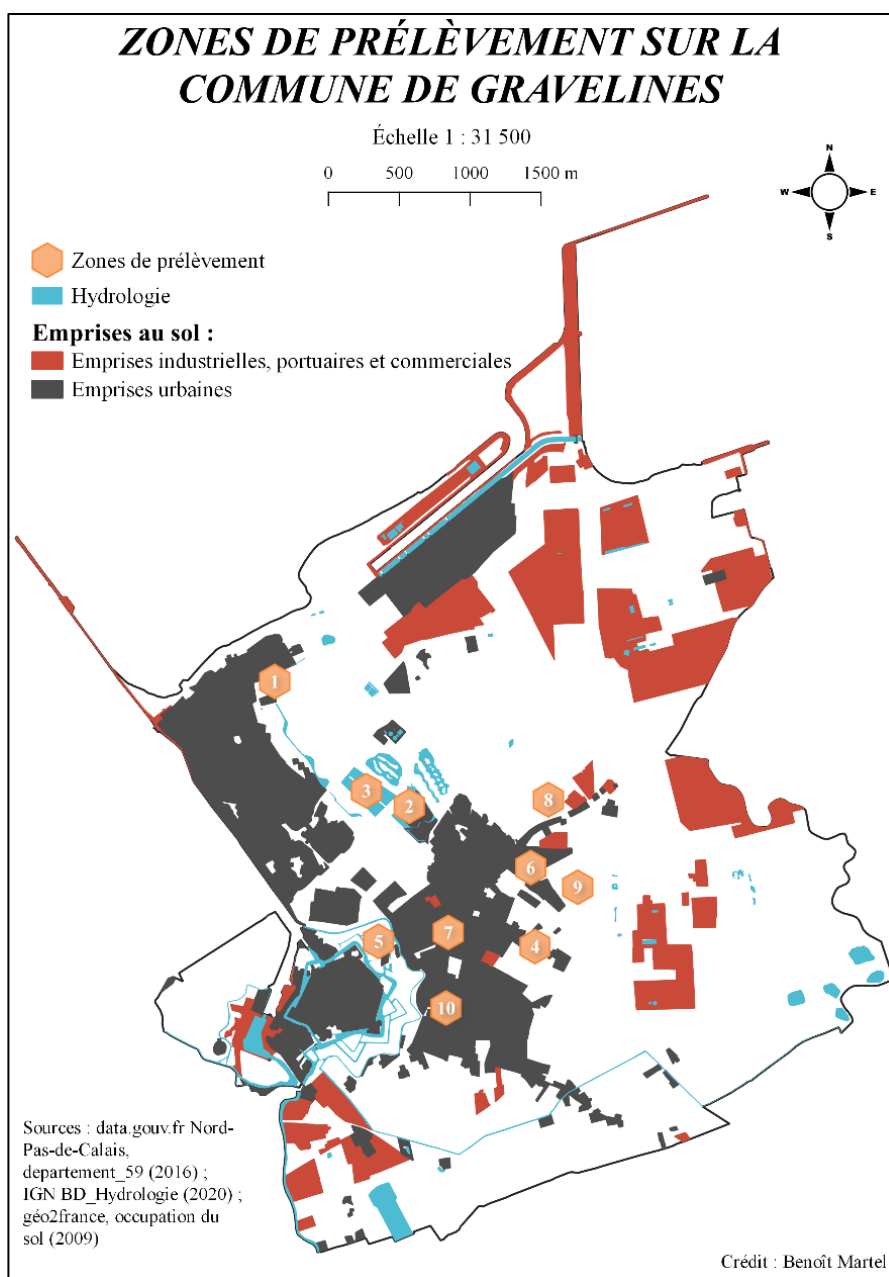 ZONES DE PRÉLÈVEMENT SUR LA
COMMUNE DE GRAVELINES
Échelle 1 : 31 500
0 500 1000 1500 m
N
W E
S
Zones de prélèvement
Hydrologie
Emprises au sol :
Emprises industrielles, portuaires et commerciales
Emprises urbaines
1
3
2
8
6
9
7
5
4
10
Sources : data.gouv.fr Nord-
Pas-de-Calais,
departement_59 (2016) ;
IGN BD_Hydrologie (2020) ;
géo2france, occupation du
sol (2009)
Crédit : Benoît Martel